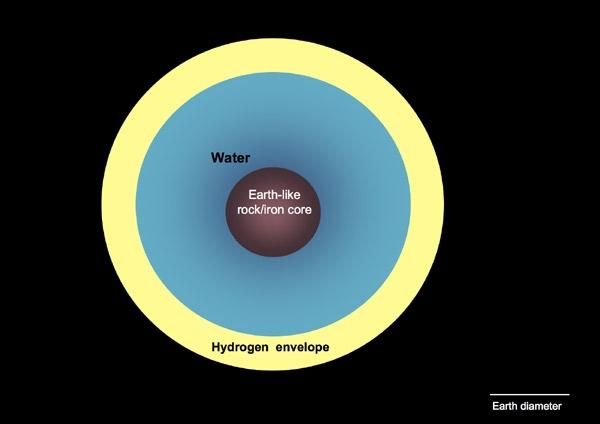 Water
Earth-like
rock/iron core
Hydrogen envelope
Earth diameter